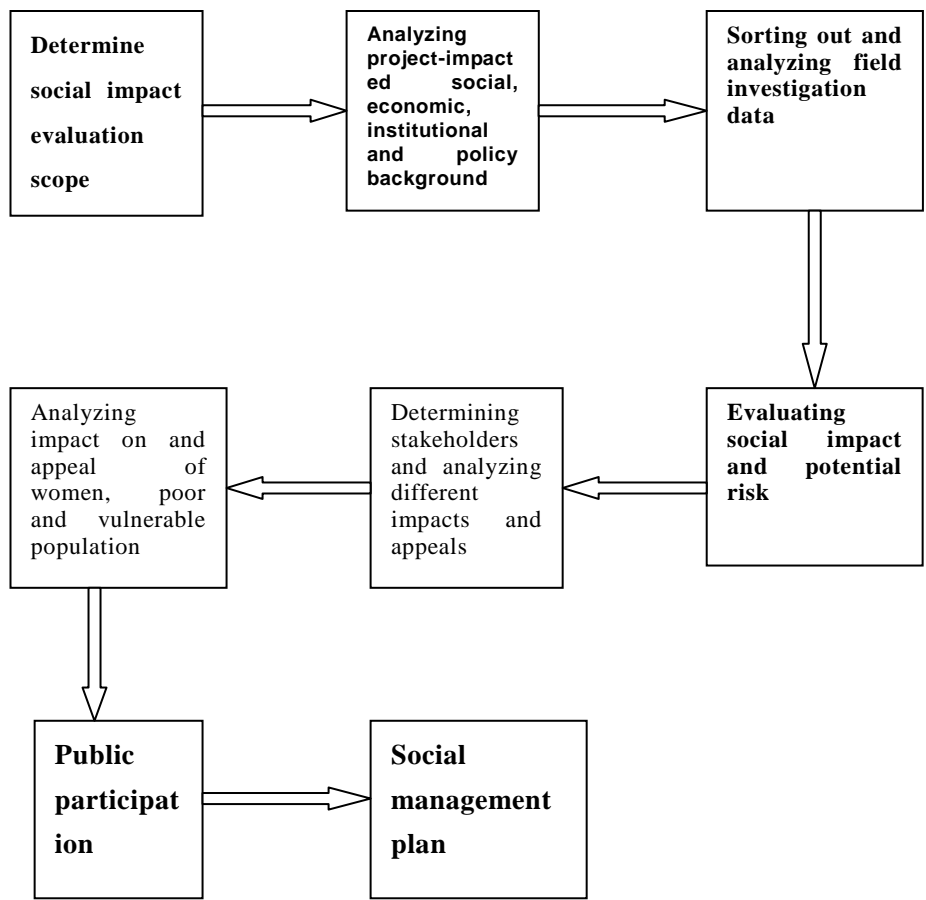 Determine
social impact
evaluation
scope
Analyzing
project-impact
ed social,
economic,
institutional
and policy
background
Sorting out and
analyzing field
investigation
data
Evaluating
social impact
and potential
risk
Determining
stakeholders
and analyzing
different
impacts and
appeals
Analyzing
impact on and
appeal of
women, poor
and vulnerable
population
Public
participat
ion
Social
management
plan